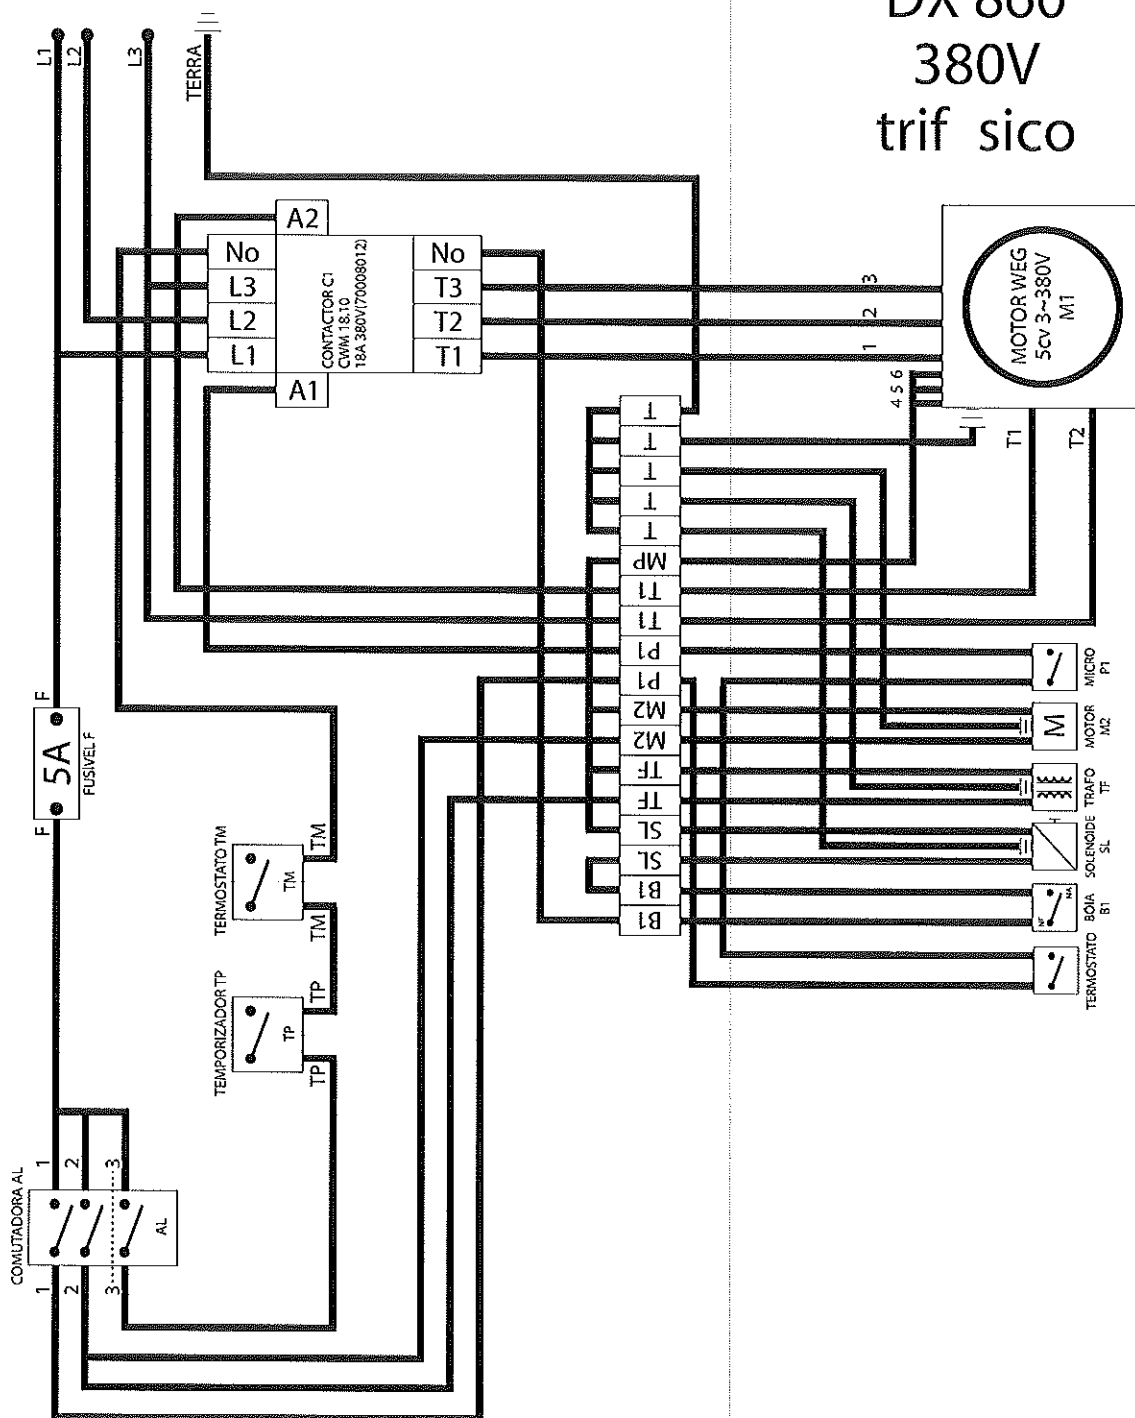 DX 860
380V
trif sico
L1
L2
L3
TERRA
A2
No
L3
L2
L1
A1
CONTACTOR C1
CWM 18.10
18A 380V(70008012)
No
T3
T2
T1
3
2
1
4 5 6
MOTOR WEG
5cv 3~380V
M1
T1
T2
T
T
T
T
T
MP
T1
T1
P1
P1
M2
M2
TF
TF
SL
SL
B1
B1
F
5A
F
FUSIVEL F
TERMOSTATO TM
TM
TM
TM
TEMPORIZADOR TP
TP
TP
TP
COMUTADORA AL
1
2
3
AL
1
2
3
MICRO
P1
M
MOTOR
M2
TRAFO
TF
H
SOLENOIDE
SL
NF
NA
BÓIA
B1
TERMOSTATO